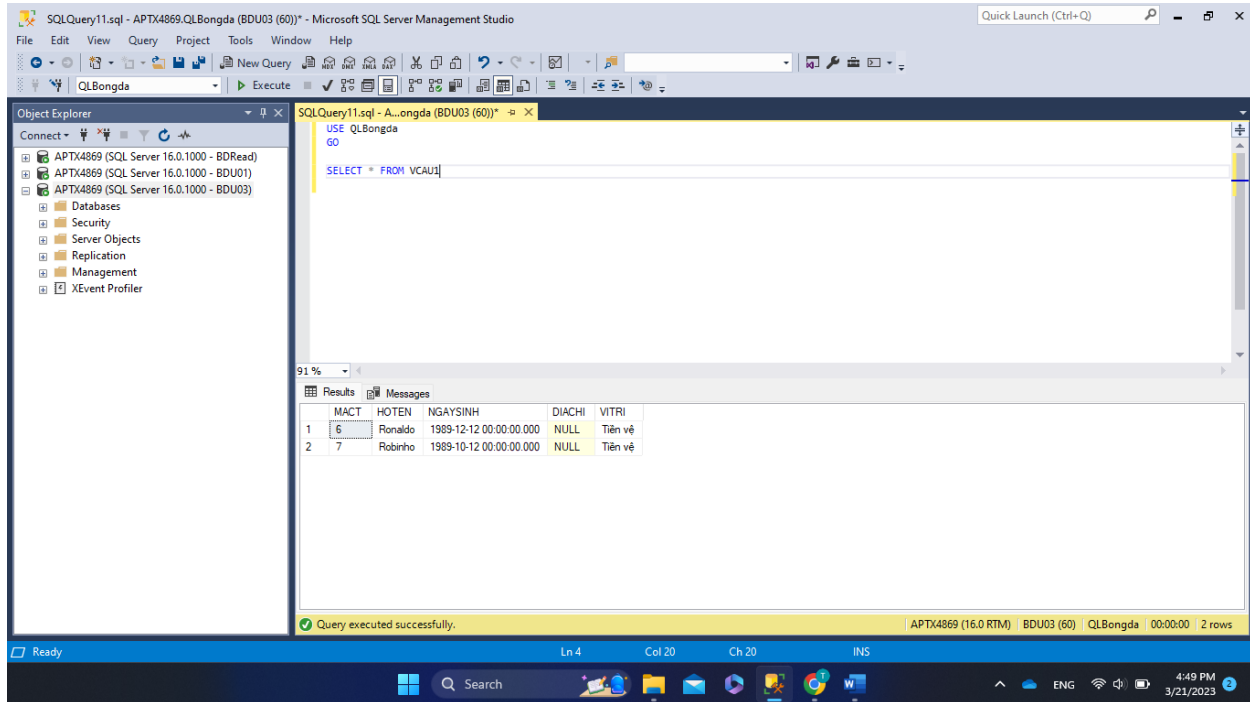 SQLQuery11.sql - APTX4869.QLBongda (BDU03 (60))* - Microsoft SQL Server Management Studio
Quick Launch (Ctrl+Q)
File Edit View Query Project Tools Window Help
New Query
MDX DMX XMLA DAX
QLBongda
Execute
Object Explorer
SQLQuery11.sql - A...ongda (BDU03 (60))*
Connect
APTX4869 (SQL Server 16.0.1000 - BDRead)
APTX4869 (SQL Server 16.0.1000 - BDU01)
APTX4869 (SQL Server 16.0.1000 - BDU03)
Databases
Security
Server Objects
Replication
Management
XEvent Profiler
USE QLBongda
GO
SELECT * FROM VCAU1
91 %
Results Messages
MACT HOTEN NGAYSINH DIACHI VITRI
1 6 Ronaldo 1989-12-12 00:00:00.000 NULL Tiền vệ
2 7 Robinho 1989-10-12 00:00:00.000 NULL Tiền vệ
Query executed successfully.
APTX4869 (16.0 RTM) BDU03 (60) QLBongda 00:00:00 2 rows
Ready Ln 4 Col 20 Ch 20 INS
Search
ENG
4:49 PM
3/21/2023
2